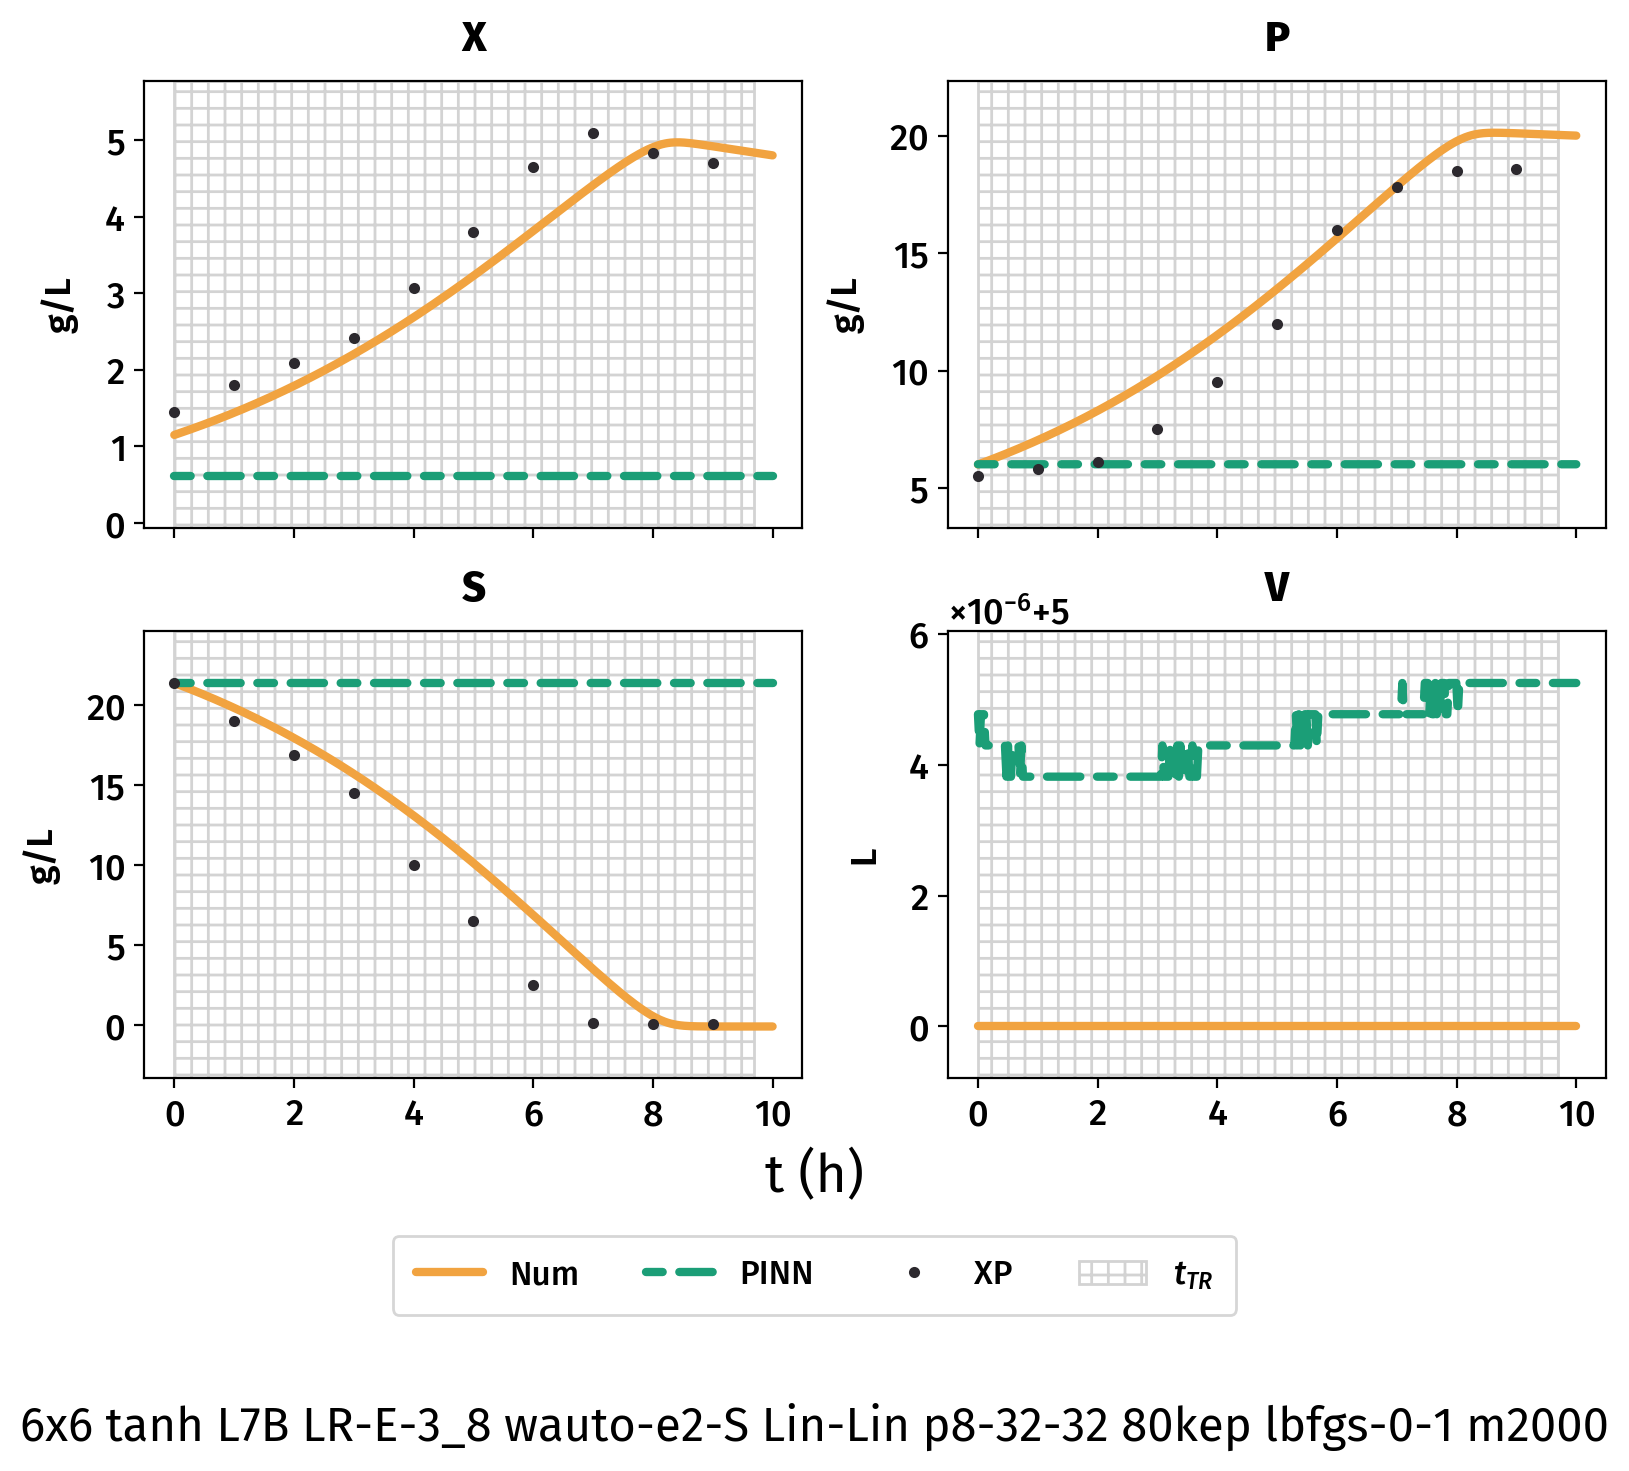 X
P
5
4
3
2
1
0
g/L
20
15
10
5
g/L
S
V
×10⁻⁶+5
20
15
10
5
0
g/L
6
4
2
0
L
0 2 4 6 8 10
0 2 4 6 8 10
t (h)
Num PINN XP t_TR
6x6 tanh L7B LR-E-3_8 wauto-e2-S Lin-Lin p8-32-32 80kep lbfgs-0-1 m2000